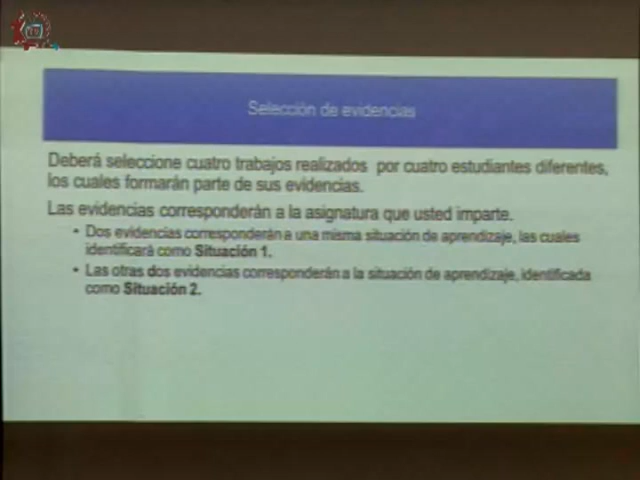 Selección de evidencias
Deberá seleccione cuatro trabajos realizados por cuatro estudiantes diferentes,
los cuales formarán parte de sus evidencias.
Las evidencias corresponderán a la asignatura que usted imparte.
• Dos evidencias corresponderán a una misma situación de aprendizaje, las cuales
identificará como Situación 1.
• Las otras dos evidencias corresponderán a la situación de aprendizaje, identificada
como Situación 2.